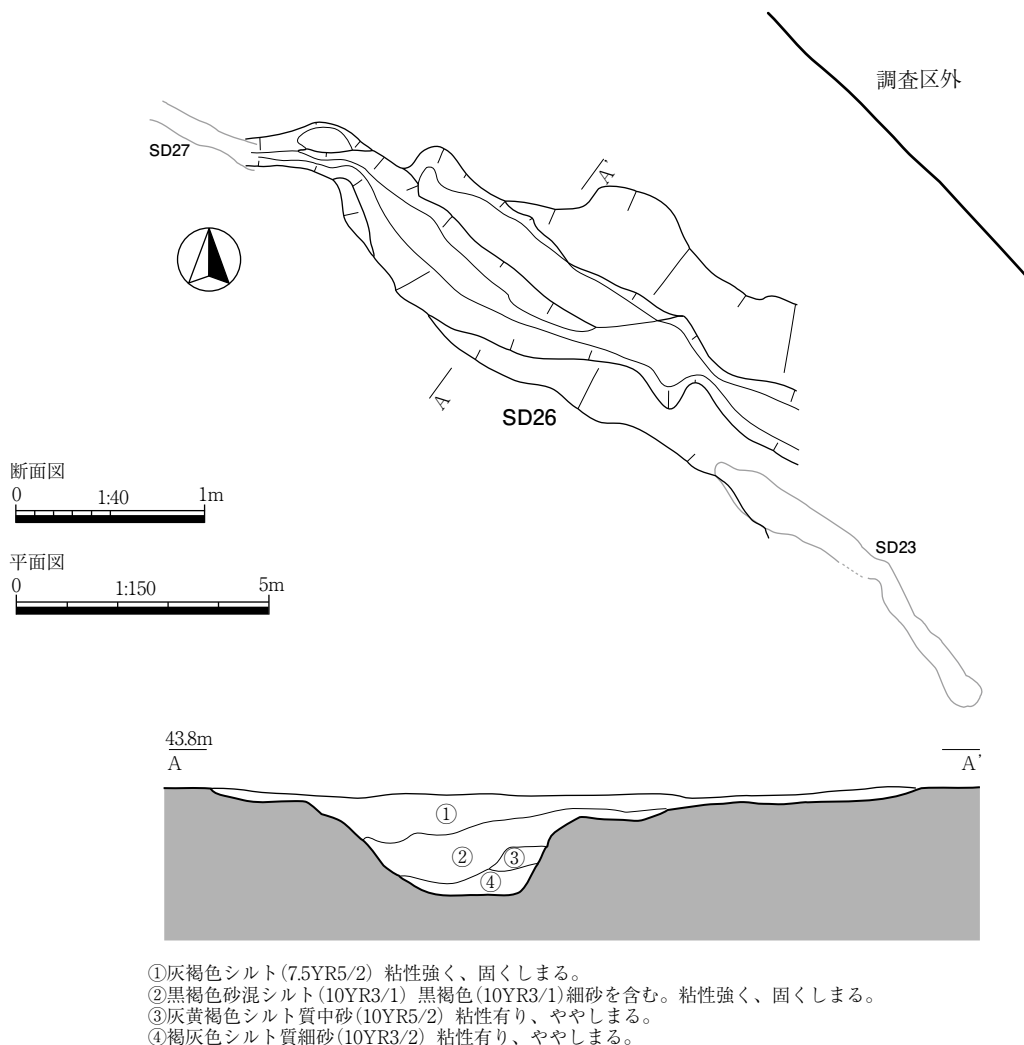 調査区外
SD27
A'
A
SD26
断面図
0 1:40 1m
平面図
0 1:150 5m
SD23
43.8m
A A'
①
②
③
④
①灰褐色シルト(7.5YR5/2) 粘性強く、固くしまる。
②黒褐色砂混シルト(10YR3/1) 黒褐色(10YR3/1)細砂を含む。粘性強く、固くしまる。
③灰黄褐色シルト質中砂(10YR5/2) 粘性有り、ややしまる。
④褐灰色シルト質細砂(10YR3/2) 粘性有り、ややしまる。